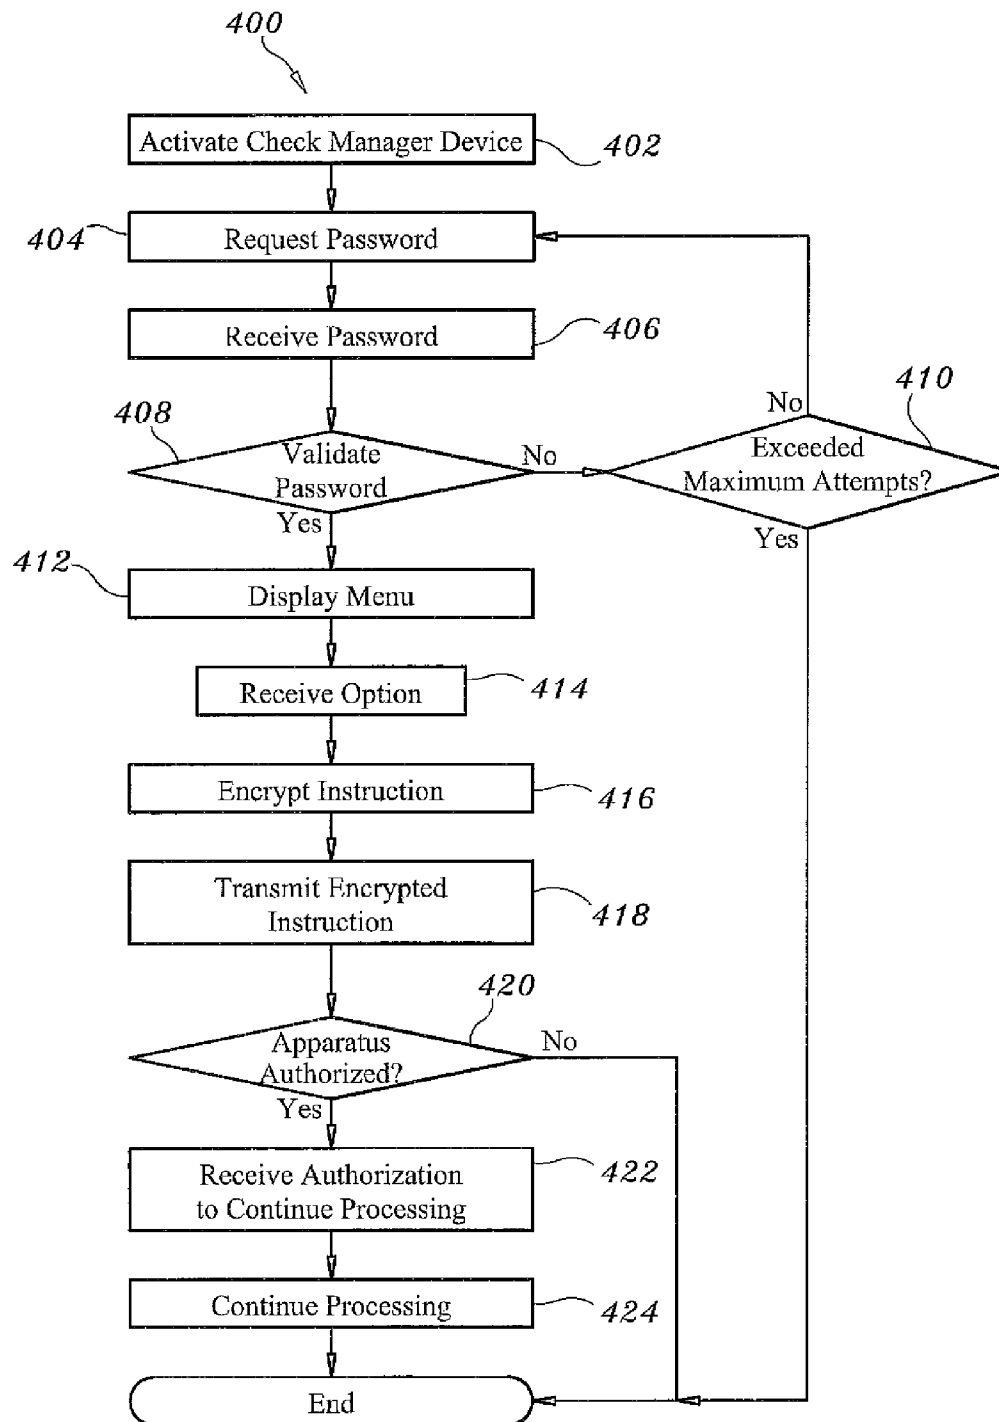 400
Activate Check Manager Device
402
404
Request Password
Receive Password
406
408
Validate
Password
No
Yes
410
No
Exceeded
Maximum Attempts?
Yes
412
Display Menu
Receive Option
414
Encrypt Instruction
416
Transmit Encrypted
Instruction
418
420
Apparatus
Authorized?
No
Yes
Receive Authorization
to Continue Processing
422
Continue Processing
424
End